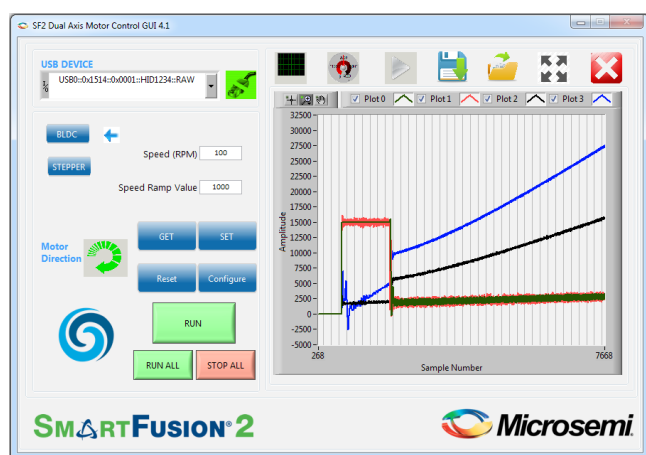 SF2 Dual Axis Motor Control GUI 4.1
USB DEVICE
USB0::0x1514::0x0001::HID1234::RAW
BLDC
STEPPER
Speed (RPM) 100
Speed Ramp Value 1000
Motor
Direction
GET SET
Reset Configure
RUN
RUN ALL STOP ALL
Plot 0 Plot 1 Plot 2 Plot 3
Amplitude
32500
30000
27500
25000
22500
20000
17500
15000
12500
10000
7500
5000
2500
0
-2500
-5000
268 7668
Sample Number
SMARTFUSION®2
Microsemi